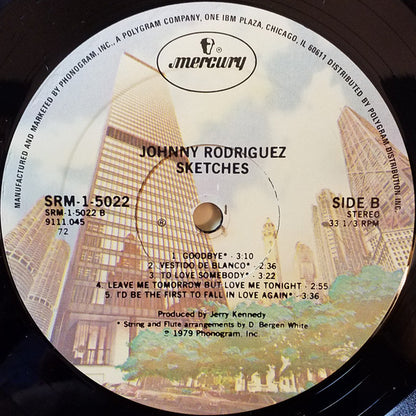 MANUFACTURED AND MARKETED BY PHONOGRAM, INC., A POLYGRAM COMPANY, ONE IBM PLAZA, CHICAGO, IL 60611 DISTRIBUTED BY POLYGRAM DISTRIBUTION INC.
mercury
JOHNNY RODRIGUEZ
SKETCHES
SRM-1-5022
SRM-1-5022 B
9111 045
72
SIDE B
STEREO
33 1/3 RPM
1. GOODBYE* - 3:10
2. VESTIDO DE BLANCO* - 2:36
3. TO LOVE SOMEBODY* - 3:22
4. LEAVE ME TOMORROW BUT LOVE ME TONIGHT - 2:55
5. I'D BE THE FIRST TO FALL IN LOVE AGAIN* - 3:36
Produced by Jerry Kennedy
* String and Flute arrangements by D. Bergen White
℗ 1979 Phonogram, Inc.